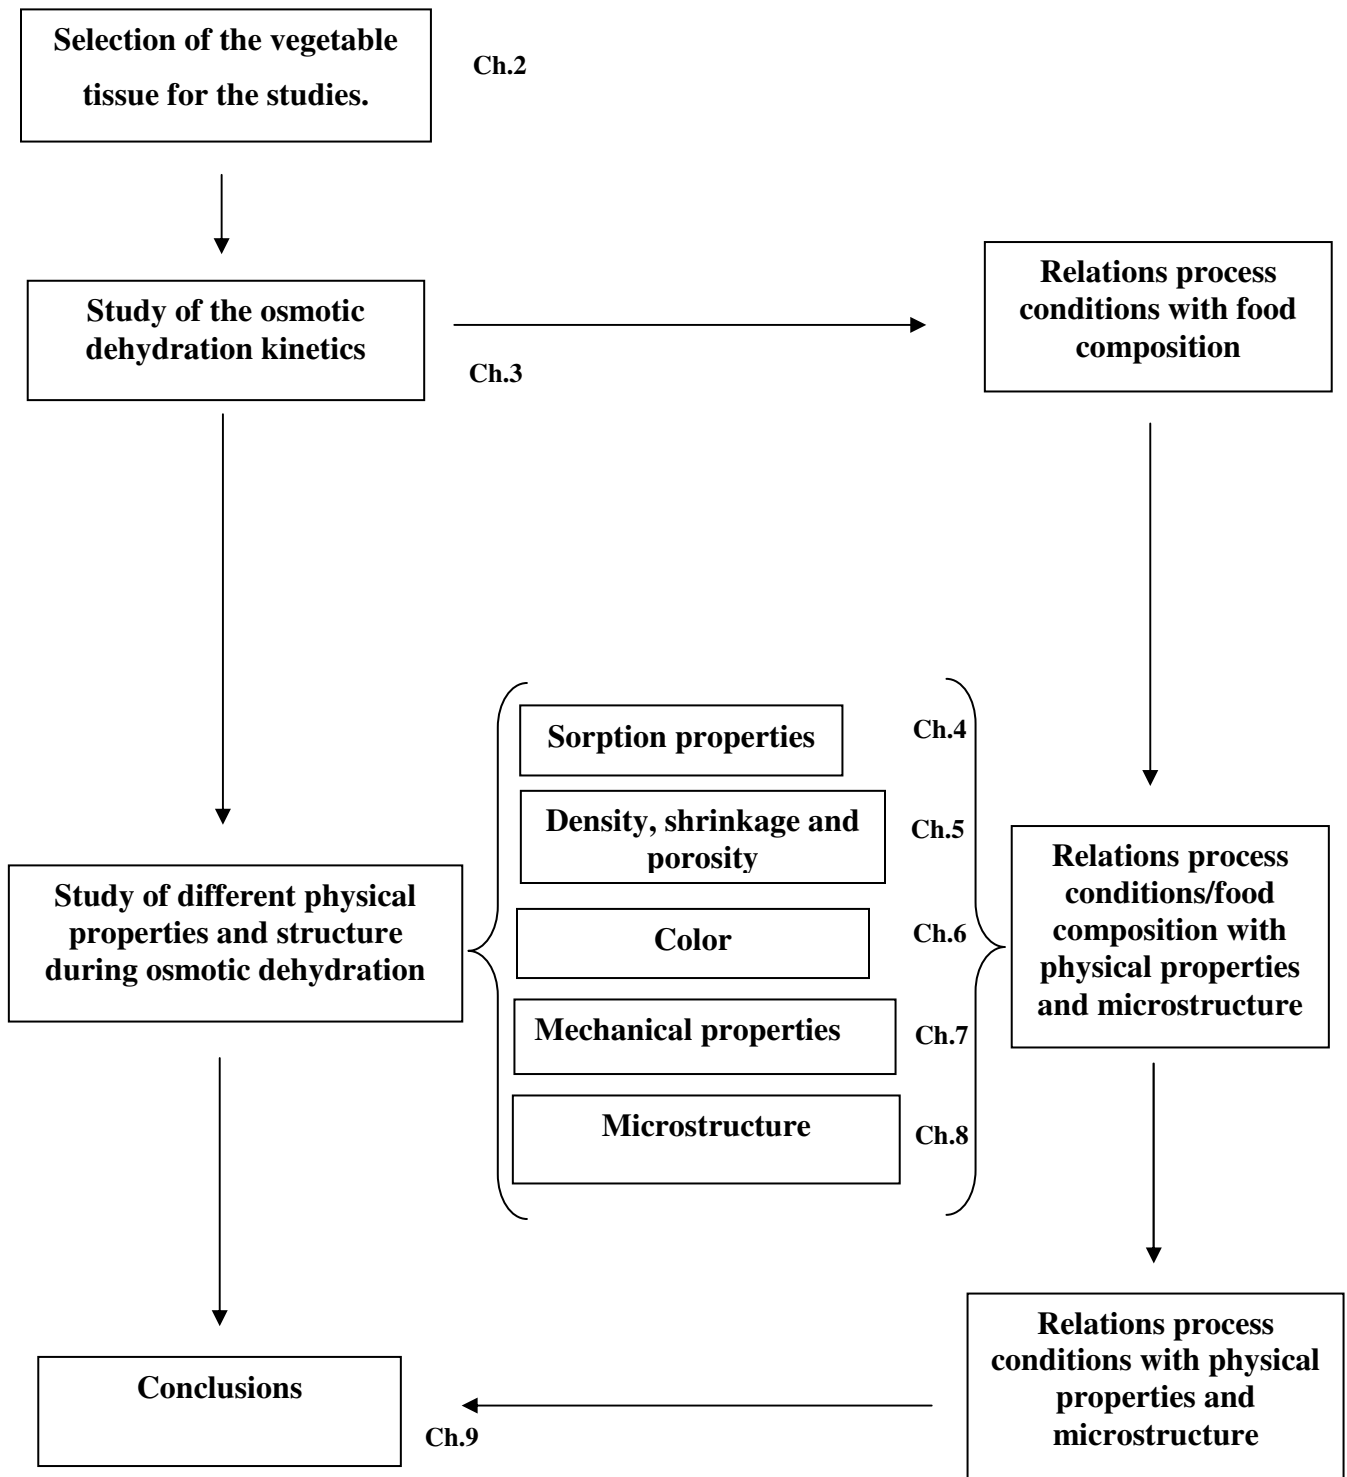 Selection of the vegetable
tissue for the studies.
Ch.2
Study of the osmotic
dehydration kinetics
Ch.3
Relations process
conditions with food
composition
Sorption properties
Ch.4
Density, shrinkage and
porosity
Ch.5
Color
Ch.6
Mechanical properties
Ch.7
Microstructure
Ch.8
Study of different physical
properties and structure
during osmotic dehydration
Relations process
conditions/food
composition with
physical properties
and microstructure
Relations process
conditions with physical
properties and
microstructure
Conclusions
Ch.9